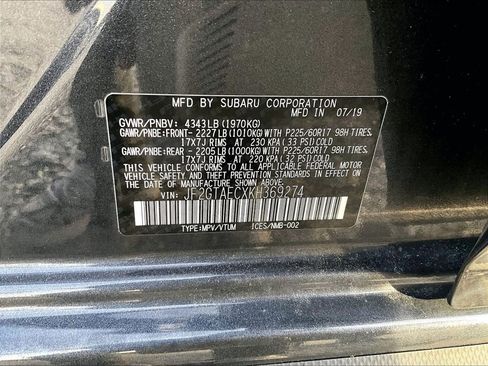 MFD BY SUBARU CORPORATION
MFD IN 07/19
GVWR/PNBV: 4343LB (1970KG)
GAWR/PNBE:FRONT- 2227LB (1010KG)WITH P225/60R17 98H TIRES,
17X7J RIMS AT 230 KPA (33 PSI)COLD
GAWR/PNBE:REAR - 2205LB (1000KG)WITH P225/60R17 98H TIRES,
17X7J RIMS AT 220 KPA (32 PSI)COLD
THIS VEHICLE CONFORMS TO ALL APPLICABLE FEDERAL MOTOR
VEHICLE SAFETY AND THEFT PREVENTION STANDARDS
IN EFFECT ON THE DATE OF MANUFACTURE SHOWN ABOVE.
VIN: JF2GTAECXKH369274
TYPE:MPV/VTUM ICES/NMB-002